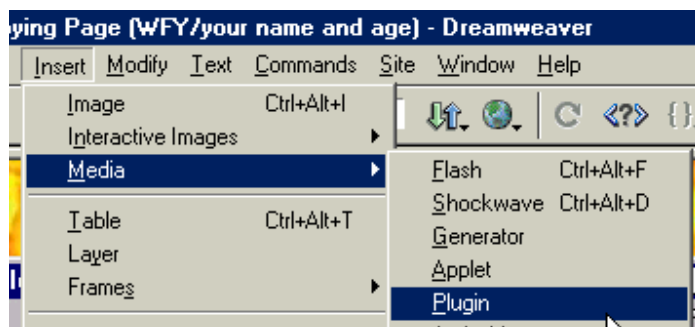 ying Page (WFY/your name and age) - Dreamweaver
Insert Modify Text Commands Site Window Help
Image Ctrl+Alt+I
Interactive Images
Media
Flash Ctrl+Alt+F
Shockwave Ctrl+Alt+D
Table Ctrl+Alt+T
Generator
Layer
Applet
Frames
Plugin